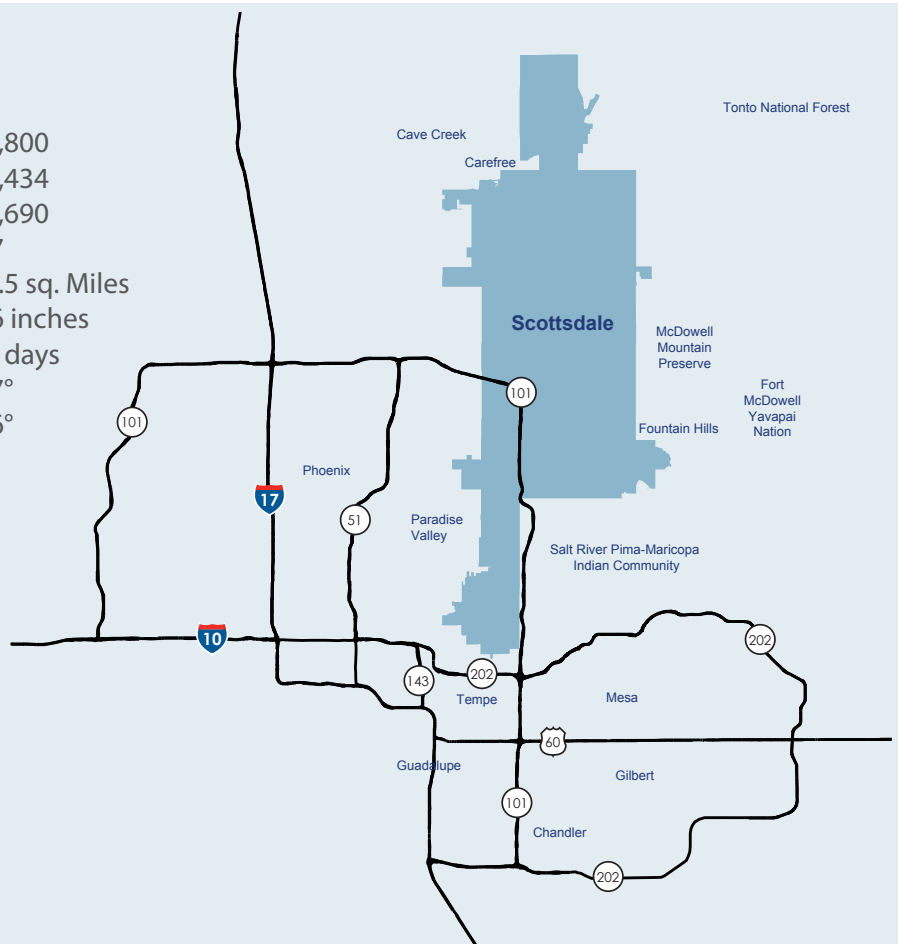 ,800
,434
,690
.5 sq. Miles
inches
days
Tonto National Forest
Cave Creek
Carefree
Scottsdale
McDowell
Mountain
Preserve
Fort
McDowell
Yavapai
Nation
Fountain Hills
101
101
Phoenix
17
51
Paradise
Valley
Salt River Pima-Maricopa
Indian Community
10
202
143
202
Tempe
Mesa
60
Guadalupe
Gilbert
101
Chandler
202